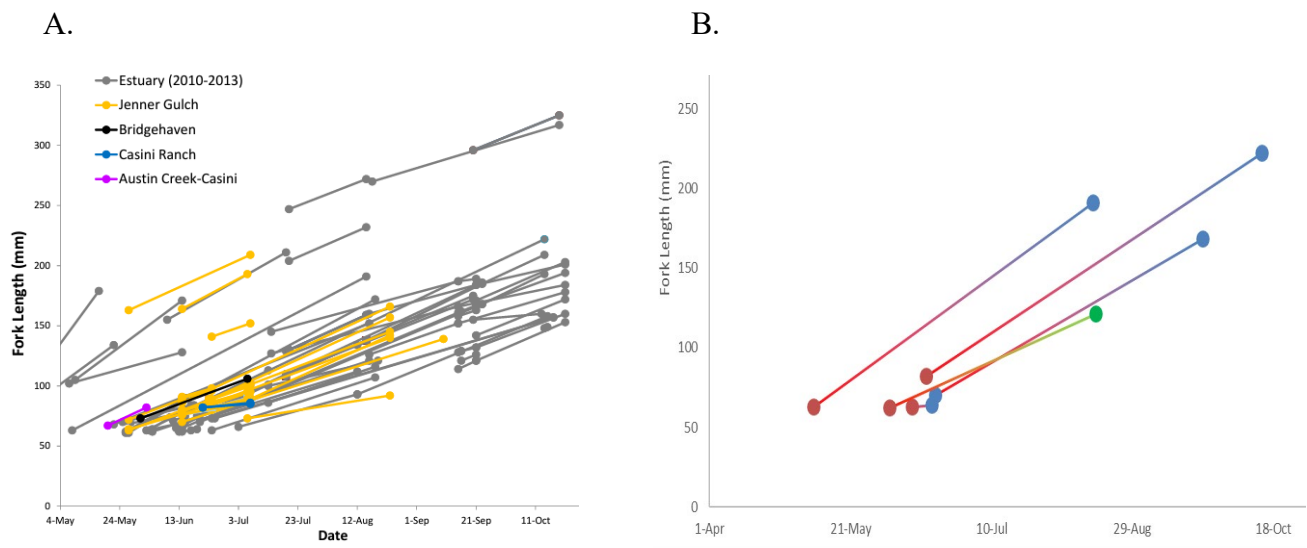 A.
B.
Estuary (2010-2013)
Jenner Gulch
Bridgehaven
Casini Ranch
Austin Creek-Casini
Fork Length (mm)
350
300
250
200
150
100
50
0
4-May
24-May
13-Jun
3-Jul
23-Jul
12-Aug
1-Sep
21-Sep
11-Oct
Date
Fork Length (mm)
250
200
150
100
50
0
1-Apr
21-May
10-Jul
29-Aug
18-Oct